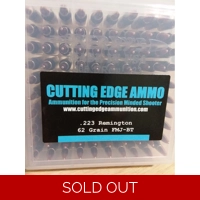 CUTTING EDGE AMMO
Ammunition for the Precision Minded Shooter
www.cuttingedgeammunition.com
.223 Remington
62 Grain FMJ-BT
SOLD OUT